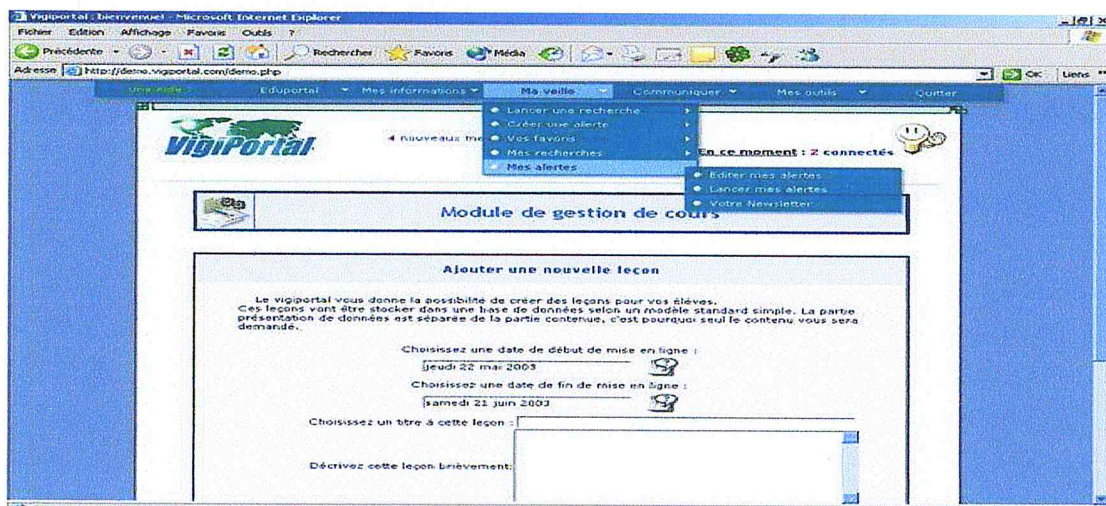 Vigiportal : bienvenue! - Microsoft Internet Explorer
Fichier Edition Affichage Favoris Outils ?
Précédente Rechercher Favoris Média
Adresse http://demo.vigiportal.com/demo.php OK Liens
Eduportal Mes informations Ma veille Communiquer Mes outils Quitter
Lancer une recherche
Créer une alerte
VigiPortal 4 nouveaux me Vos favoris
Mes recherches En ce moment : 2 connectés
Mes alertes
Editer mes alertes
Lancer mes alertes
Votre Newsletter
Module de gestion de cours
Ajouter une nouvelle leçon
Le vigiportal vous donne la possibilité de créer des leçons pour vos élèves.
Ces leçons vont être stocker dans une base de données selon un modèle standard simple. La partie
présentation de données est séparée de la partie contenue, c'est pourquoi seul le contenu vous sera
demandé.
Choisissez une date de début de mise en ligne :
jeudi 22 mai 2003
Choisissez une date de fin de mise en ligne :
samedi 21 juin 2003
Choisissez un titre à cette leçon :
Décrivez cette leçon brièvement: